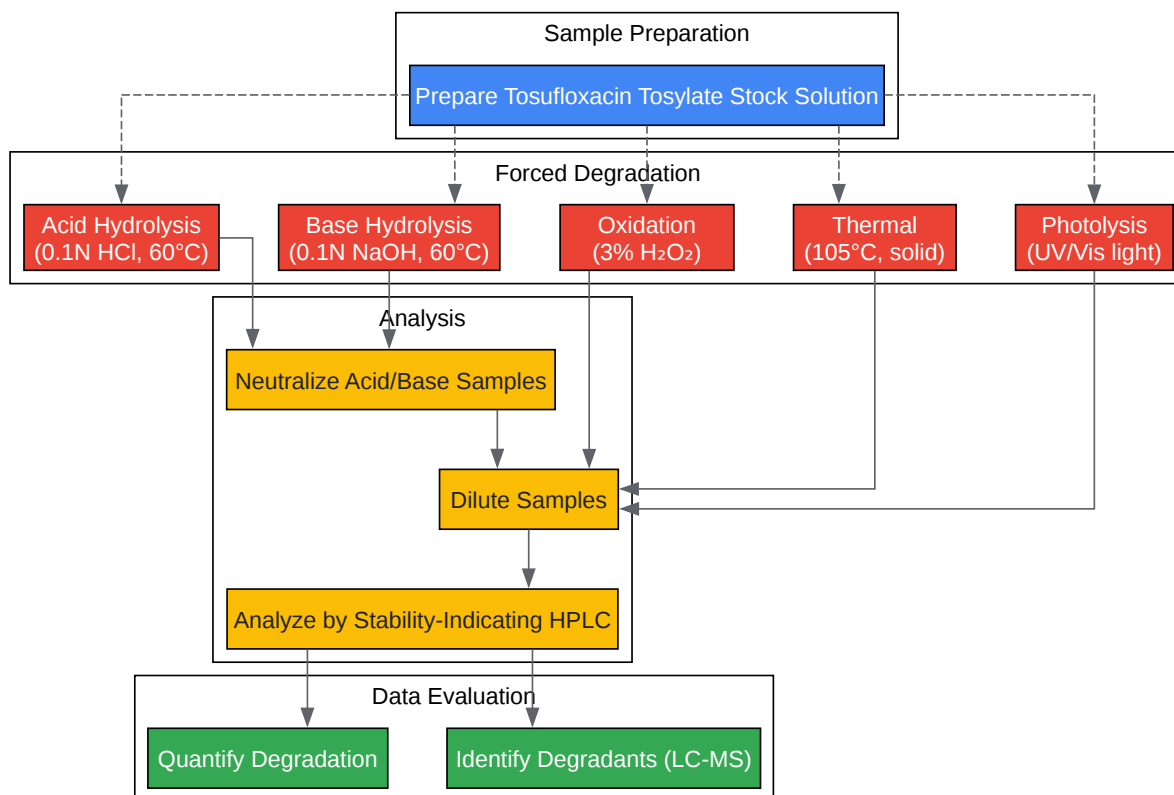 Sample Preparation
Prepare Tosufloxacin Tosylate Stock Solution
Forced Degradation
Acid Hydrolysis
(0.1N HCl, 60°C)
Base Hydrolysis
(0.1N NaOH, 60°C)
Oxidation
(3% H₂O₂)
Thermal
(105°C, solid)
Photolysis
(UV/Vis light)
Analysis
Neutralize Acid/Base Samples
Dilute Samples
Analyze by Stability-Indicating HPLC
Data Evaluation
Quantify Degradation
Identify Degradants (LC-MS)